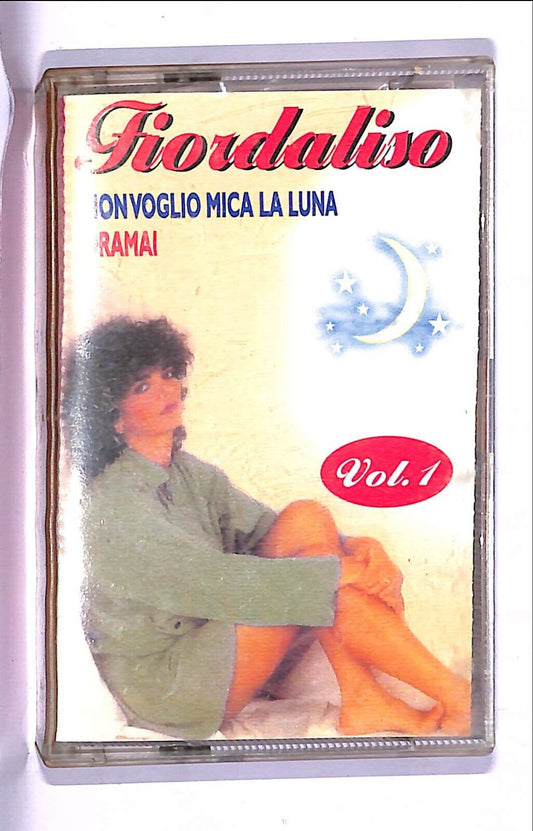 Fiordaliso
ON VOGLIO MICA LA LUNA
RAMAI
Vol. 1